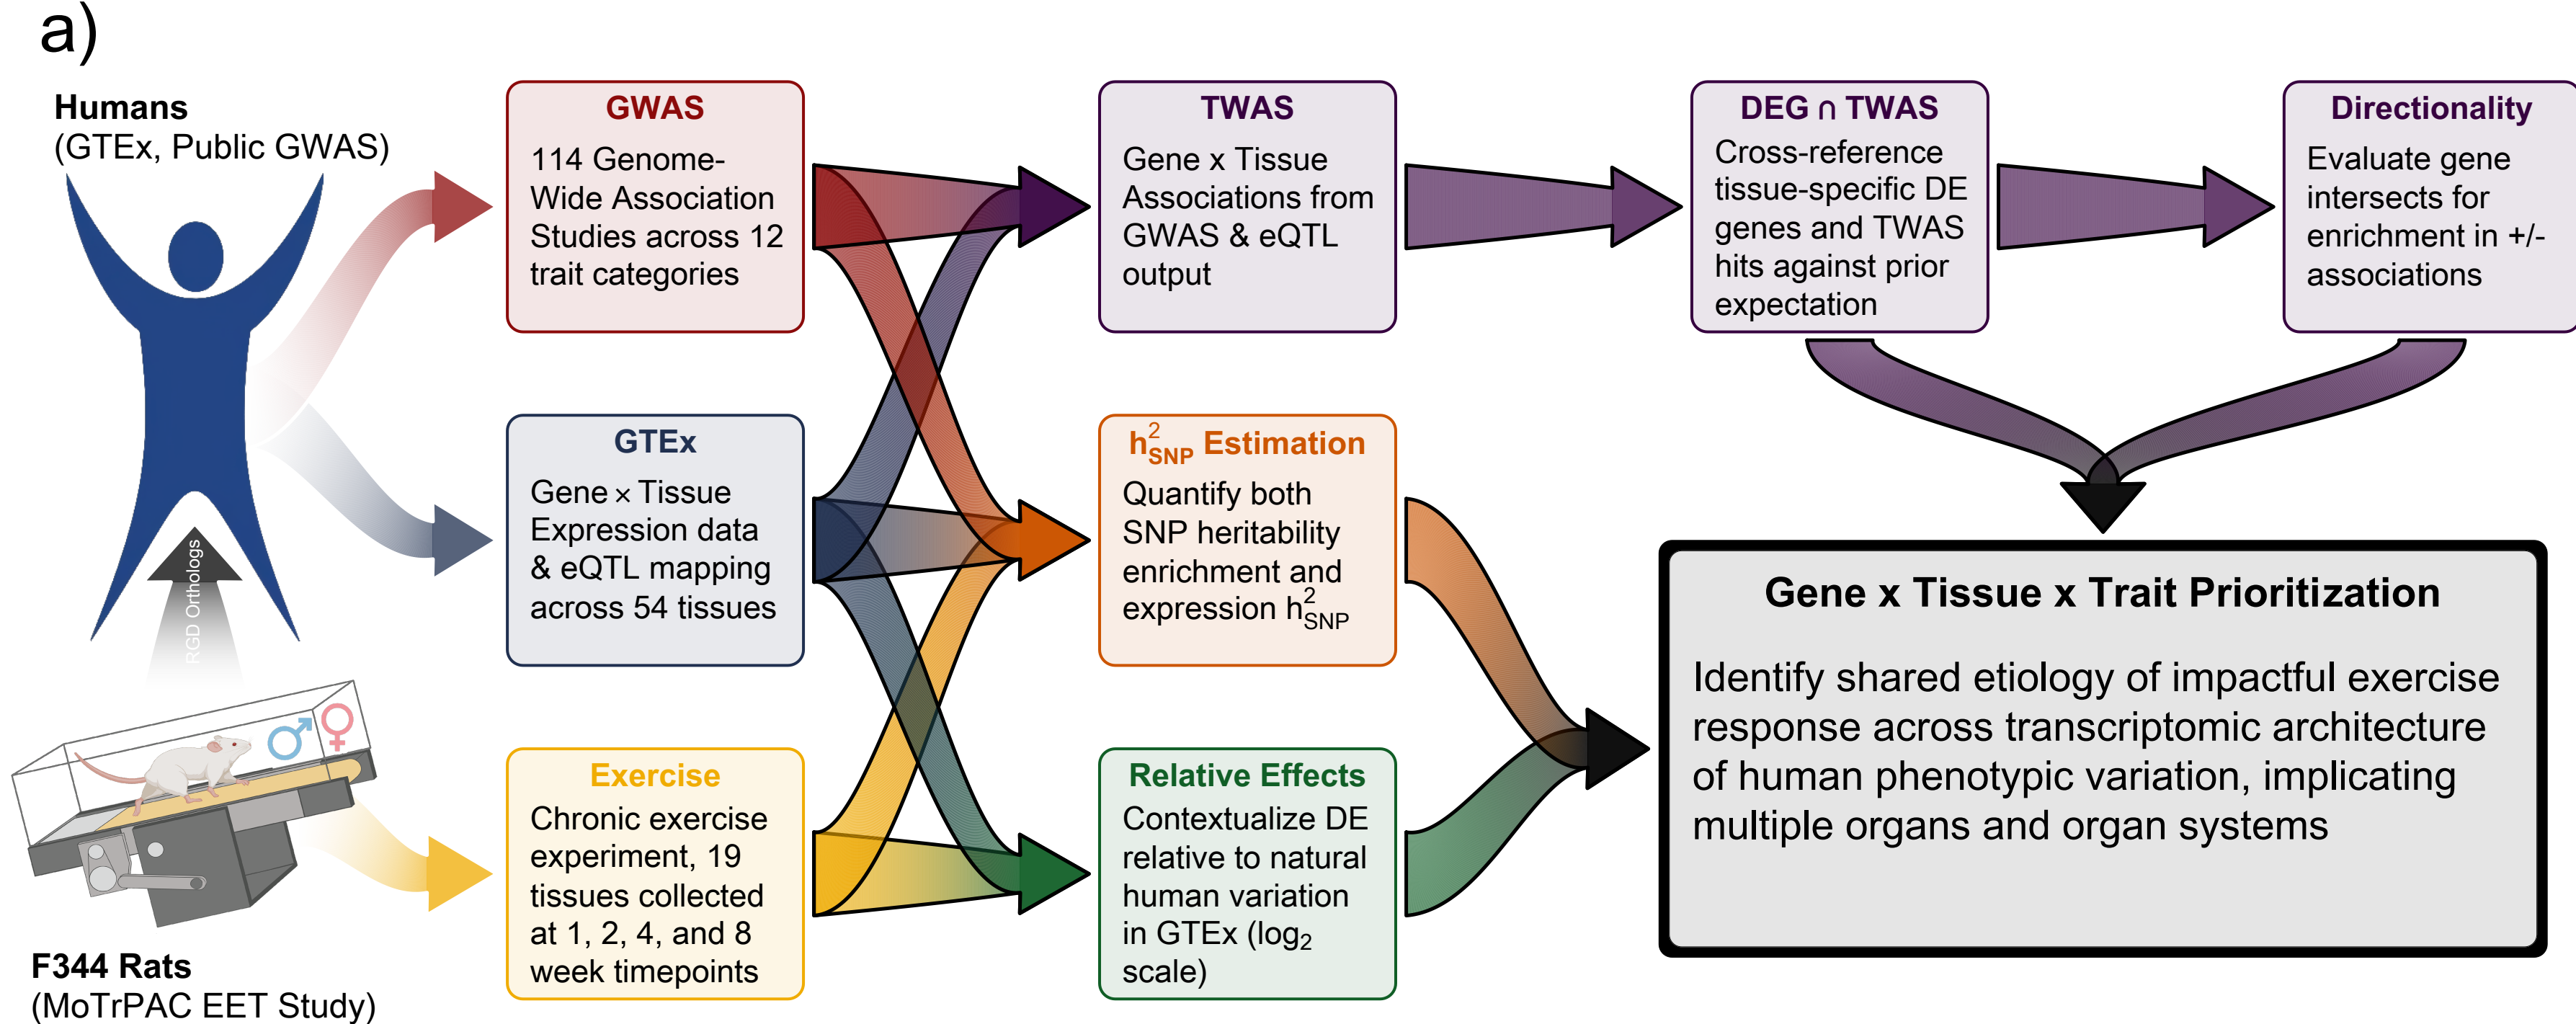 a)
Humans
(GTEx, Public GWAS)
RGD Orthologs
F344 Rats
(MoTrPAC EET Study)
GWAS
114 Genome-
Wide Association
Studies across 12
trait categories
GTEx
Gene × Tissue
Expression data
& eQTL mapping
across 54 tissues
Exercise
Chronic exercise
experiment, 19
tissues collected
at 1, 2, 4, and 8
week timepoints
TWAS
Gene x Tissue
Associations from
GWAS & eQTL
output
h²SNP Estimation
Quantify both
SNP heritability
enrichment and
expression h²SNP
Relative Effects
Contextualize DE
relative to natural
human variation
in GTEx (log₂
scale)
DEG ∩ TWAS
Cross-reference
tissue-specific DE
genes and TWAS
hits against prior
expectation
Directionality
Evaluate gene
intersects for
enrichment in +/-
associations
Gene x Tissue x Trait Prioritization
Identify shared etiology of impactful exercise
response across transcriptomic architecture
of human phenotypic variation, implicating
multiple organs and organ systems